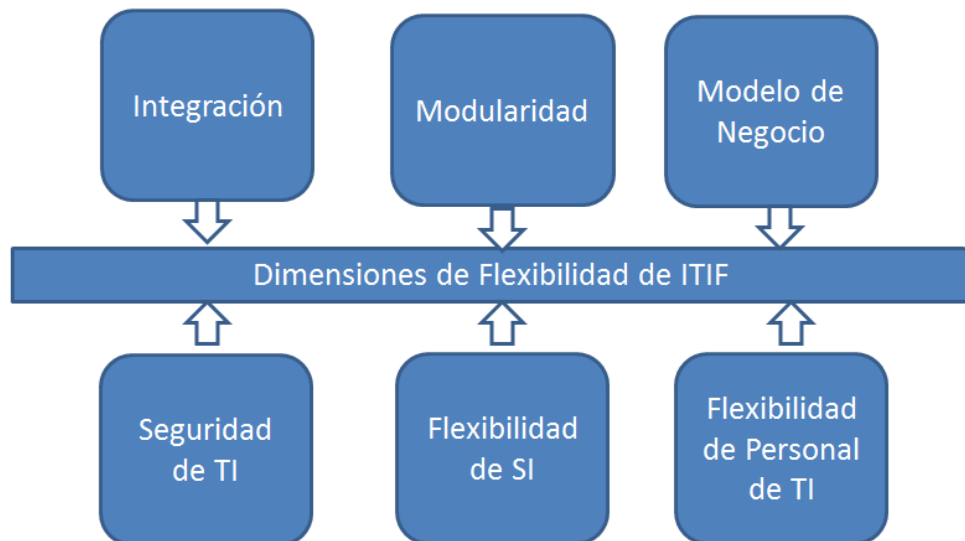 Integración
Modularidad
Modelo de
Negocio
Dimensiones de Flexibilidad de ITIF
Seguridad
de TI
Flexibilidad
de SI
Flexibilidad
de Personal
de TI